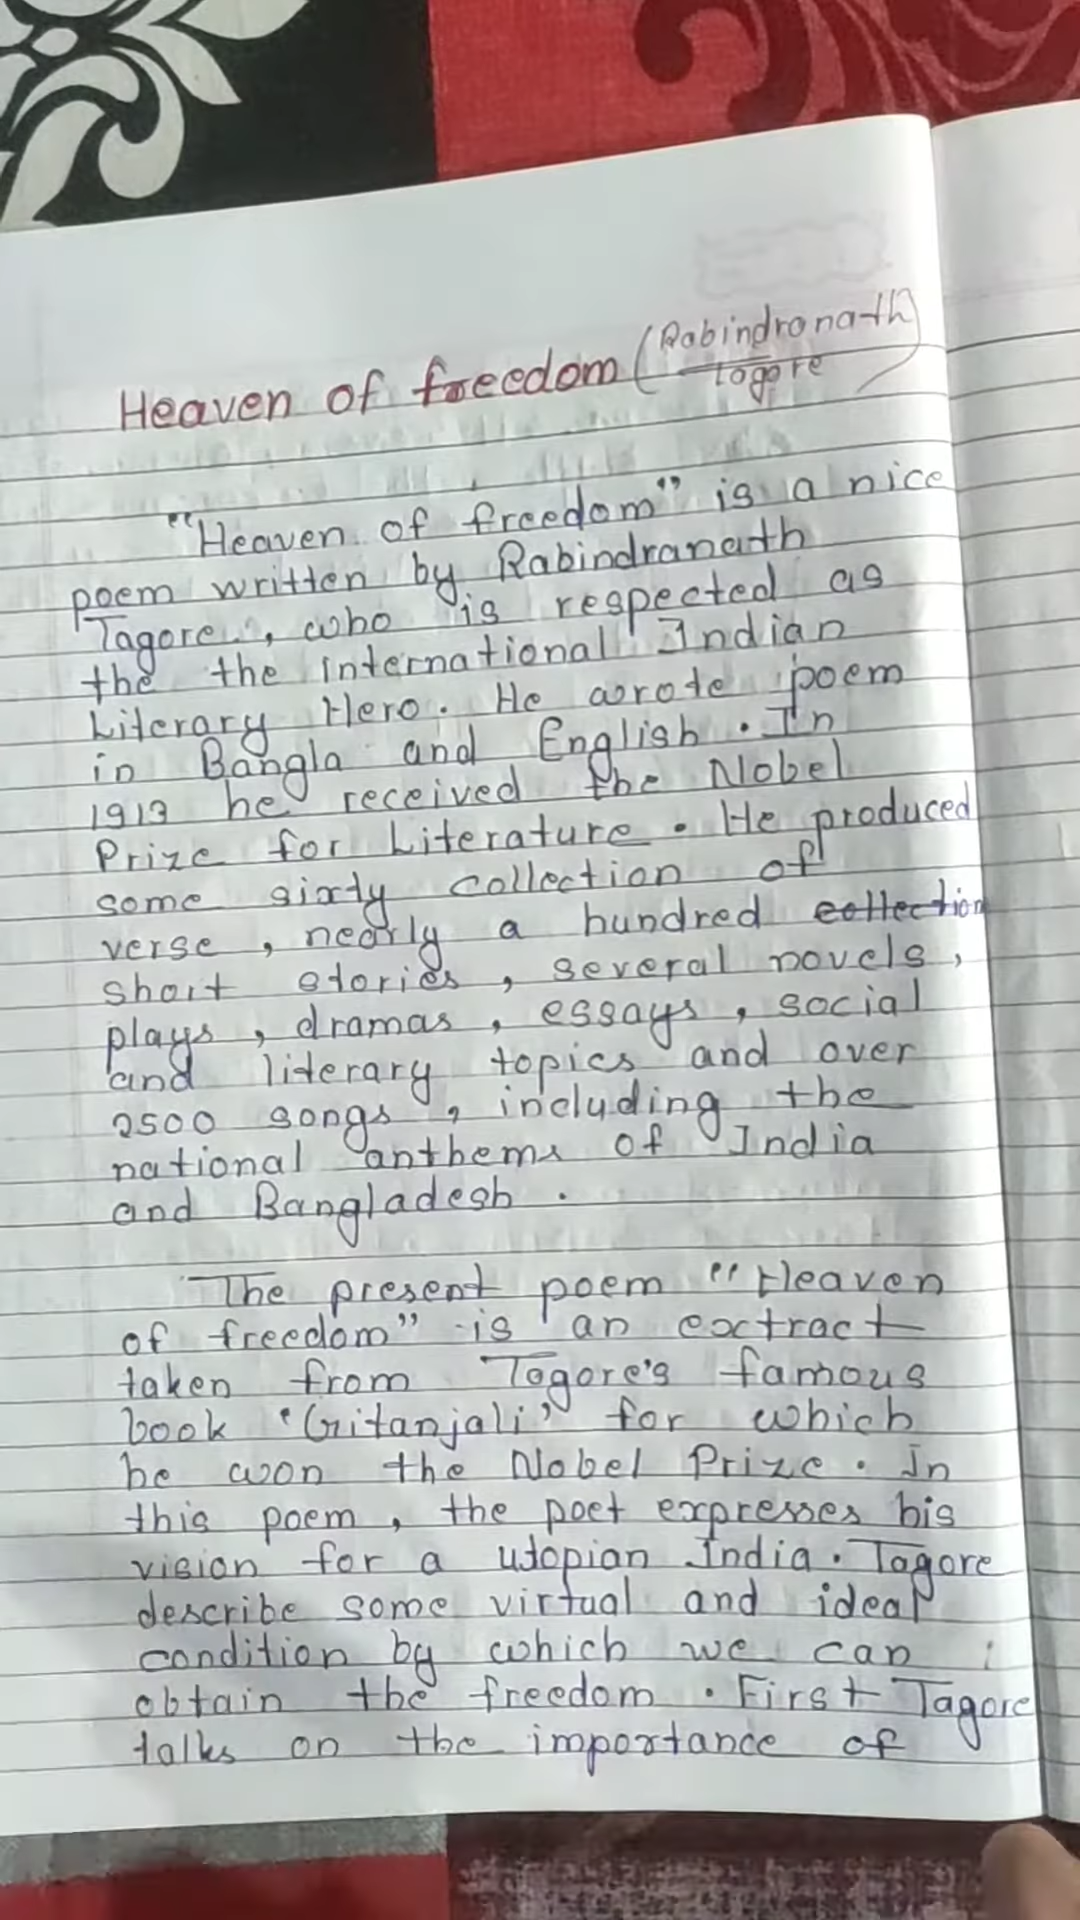 Heaven of freedom (Rabindronath
Tagore)
"Heaven of freedom" is a nice
poem written by Rabindranath
Tagore, who is respected as
the the international Indian
Literary Hero. He wrote poem
in Bangla and English. In
1913 he received the Nobel
Prize for Literature. He produced
some sixty collection of
verse, nearly a hundred collection
short stories, several novels,
plays, dramas, essays, social
and literary topics and over
2500 songs, including the
national anthems of India
and Bangladesh.
The present poem "Heaven
of freedom" is an extract
taken from Tagore's famous
book 'Gitanjali' for which
he won the Nobel Prize. In
this poem, the poet expresses his
vision for a utopian India. Tagore
describe some virtual and ideal
condition by which we can
obtain the freedom. First Tagore
talks on the importance of